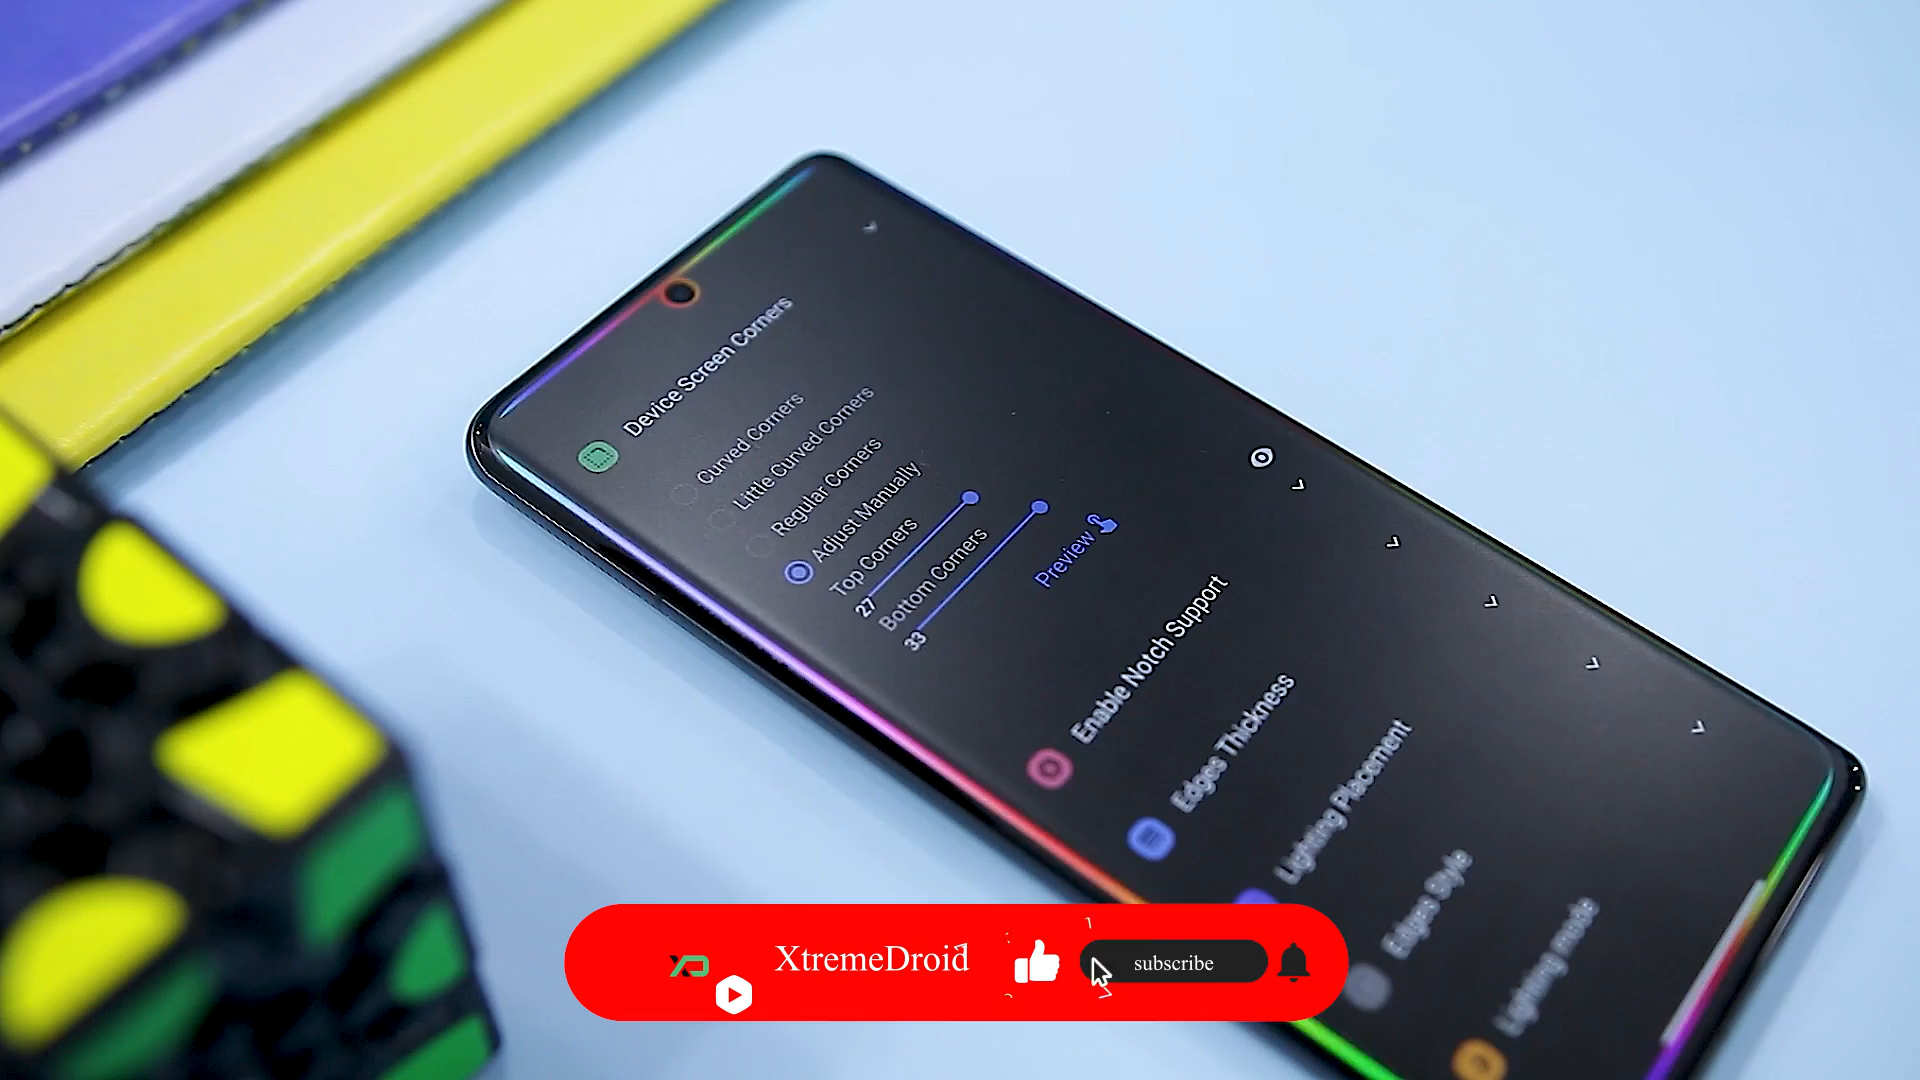 Device Screen Corners
Curved Corners
Little Curved Corners
Regular Corners
Adjust Manually
Top Corners
27
Bottom Corners
33
Preview
Enable Notch Support
Edges Thickness
Lighting Placement
Edges Style
Lighting mode
XD
XtremeDroid
subscribe